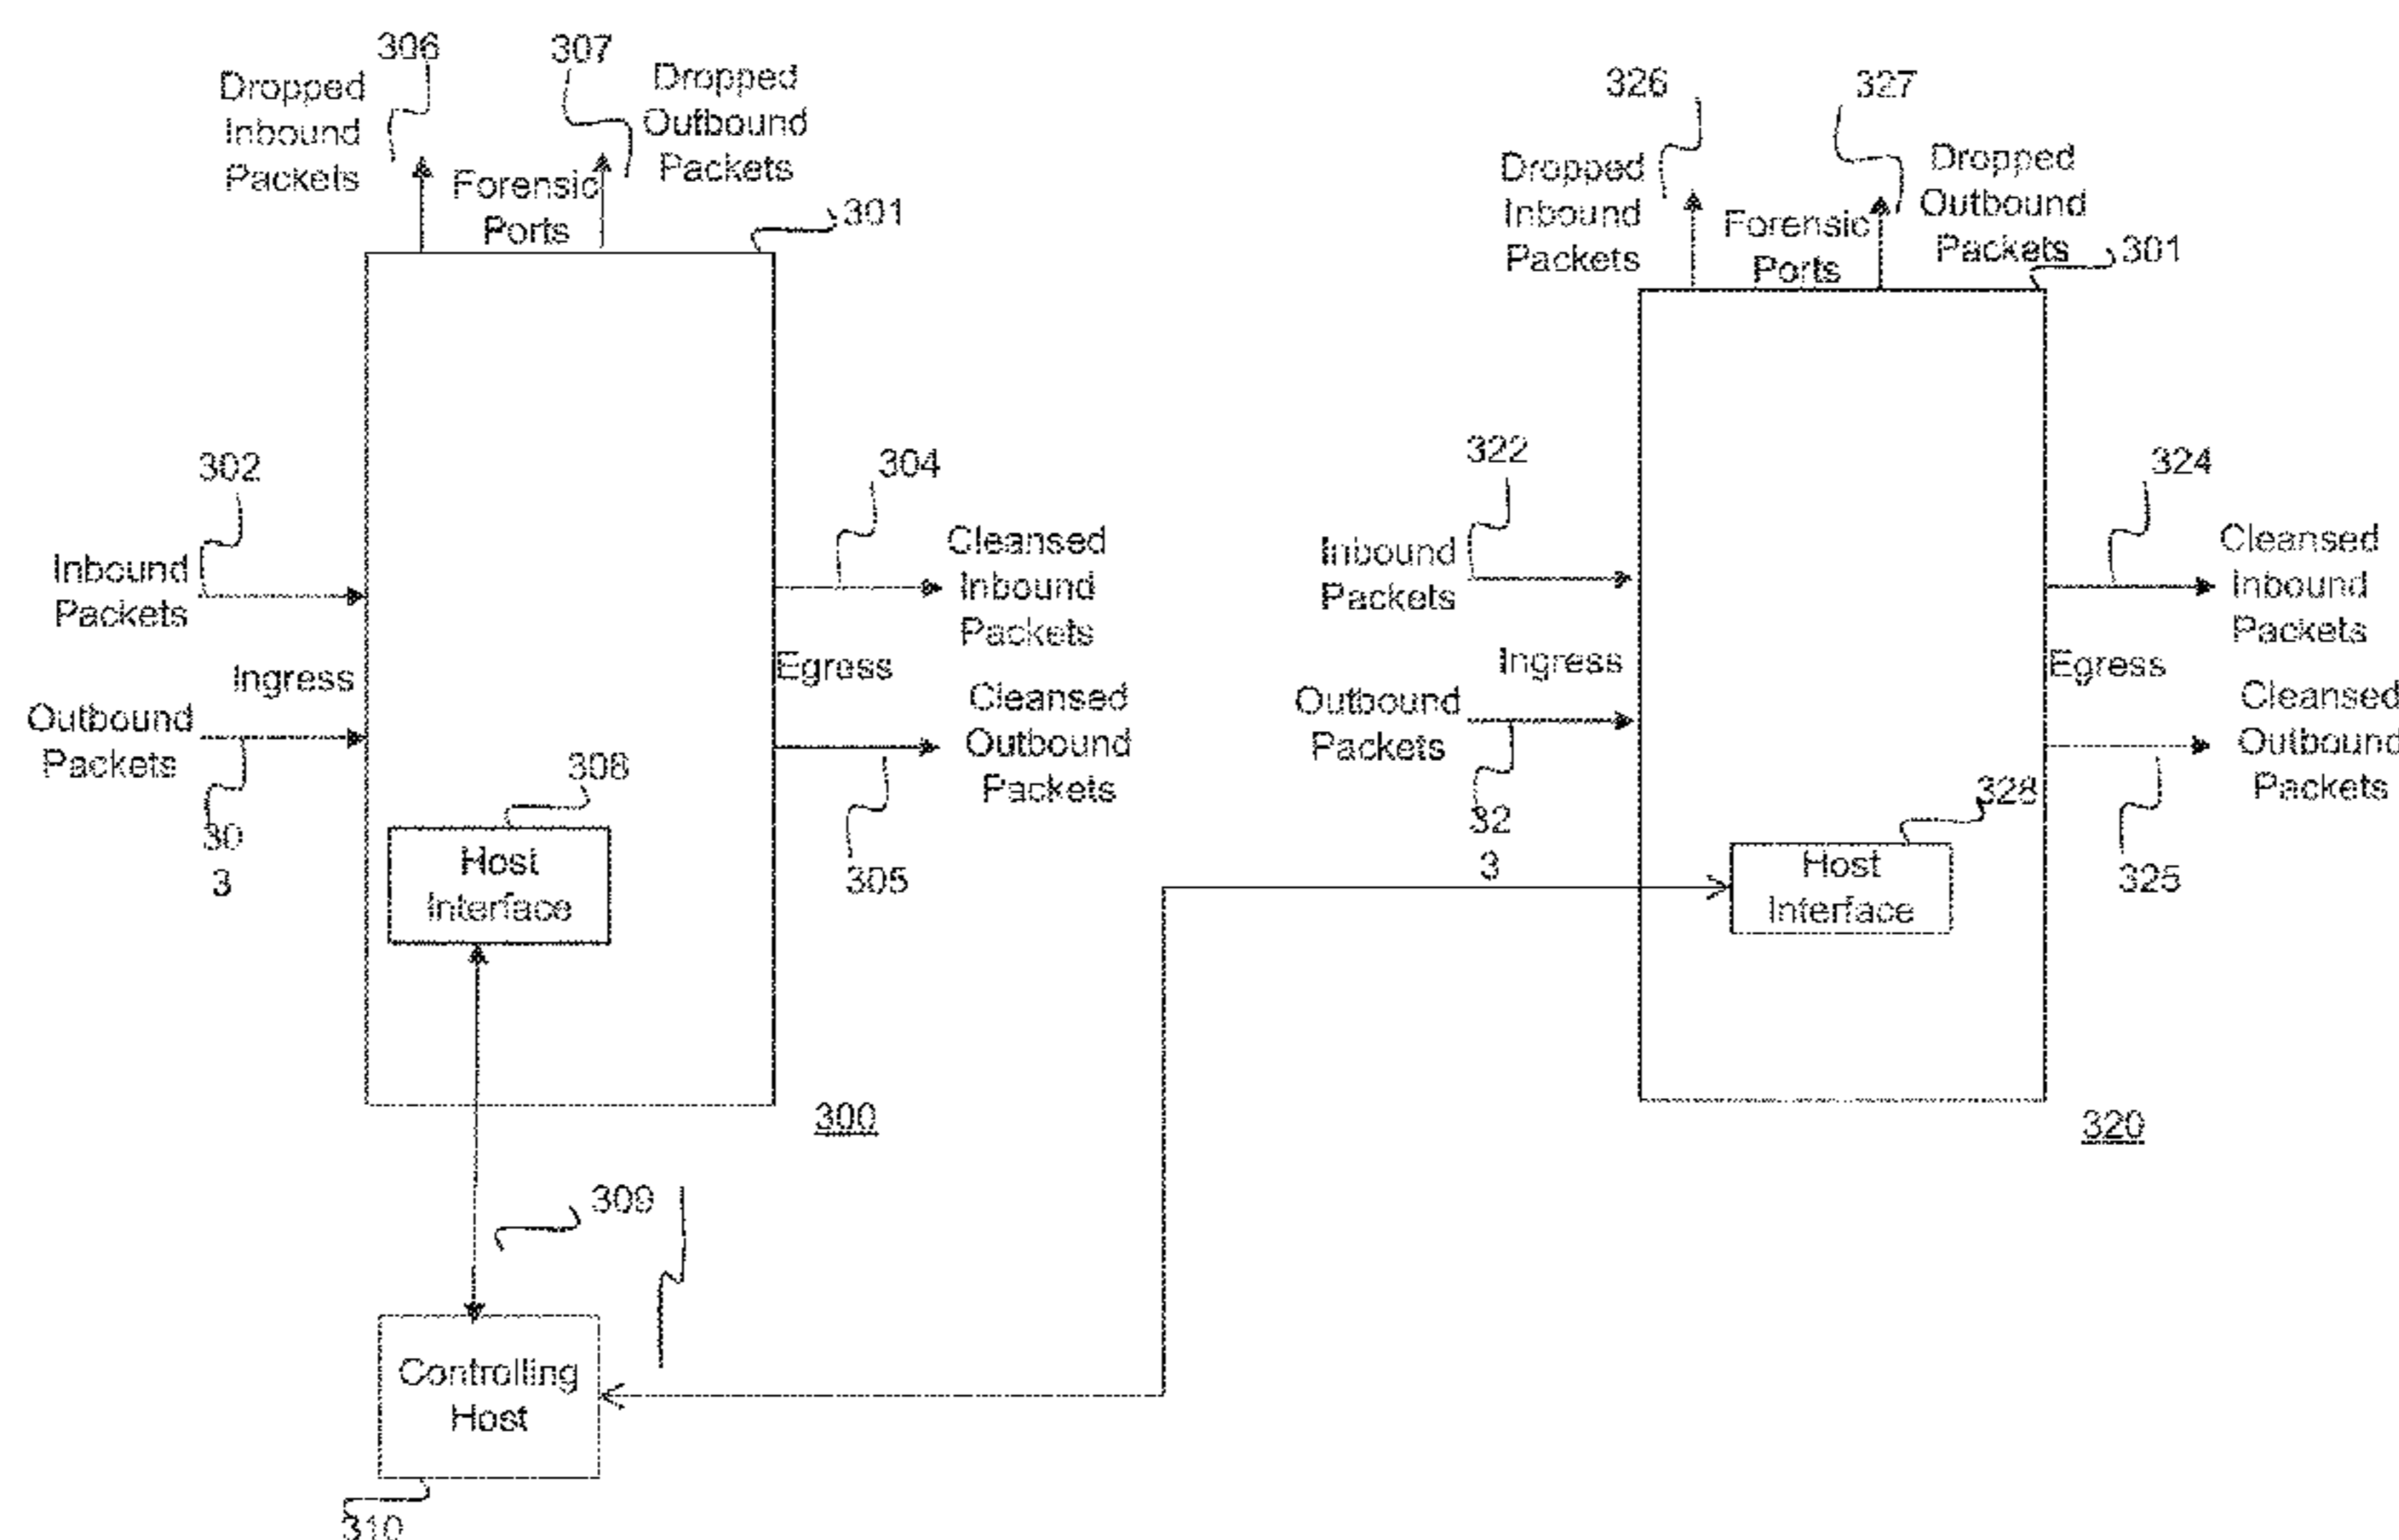 306
307
Dropped
Inbound
Packets
Dropped
Outbound
Packets
Forensic
Ports
301
302
Inbound
Packets
Ingress
Outbound
Packets
30
3
304
Cleansed
Inbound
Packets
Egress
Cleansed
Outbound
Packets
305
308
Host
Interface
300
309
Controlling
Host
310
326
327
Dropped
Inbound
Packets
Dropped
Outbound
Packets
Forensic
Ports
301
322
Inbound
Packets
Ingress
Outbound
Packets
32
3
324
Cleansed
Inbound
Packets
Egress
Cleansed
Outbound
Packets
325
328
Host
Interface
320